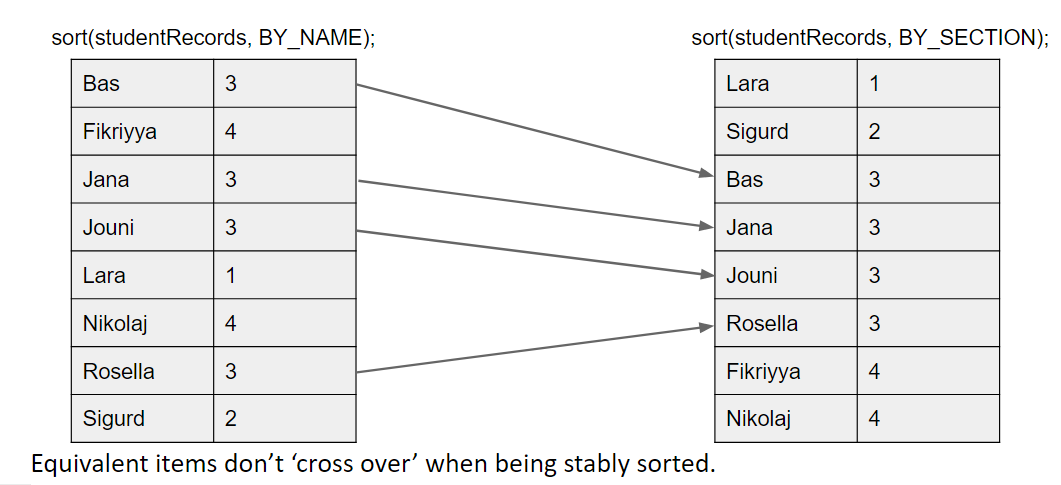 sort(studentRecords, BY_NAME);
Bas 3
Fikriyya 4
Jana 3
Jouni 3
Lara 1
Nikolaj 4
Rosella 3
Sigurd 2
sort(studentRecords, BY_SECTION);
Lara 1
Sigurd 2
Bas 3
Jana 3
Jouni 3
Rosella 3
Fikriyya 4
Nikolaj 4
Equivalent items don’t ‘cross over’ when being stably sorted.